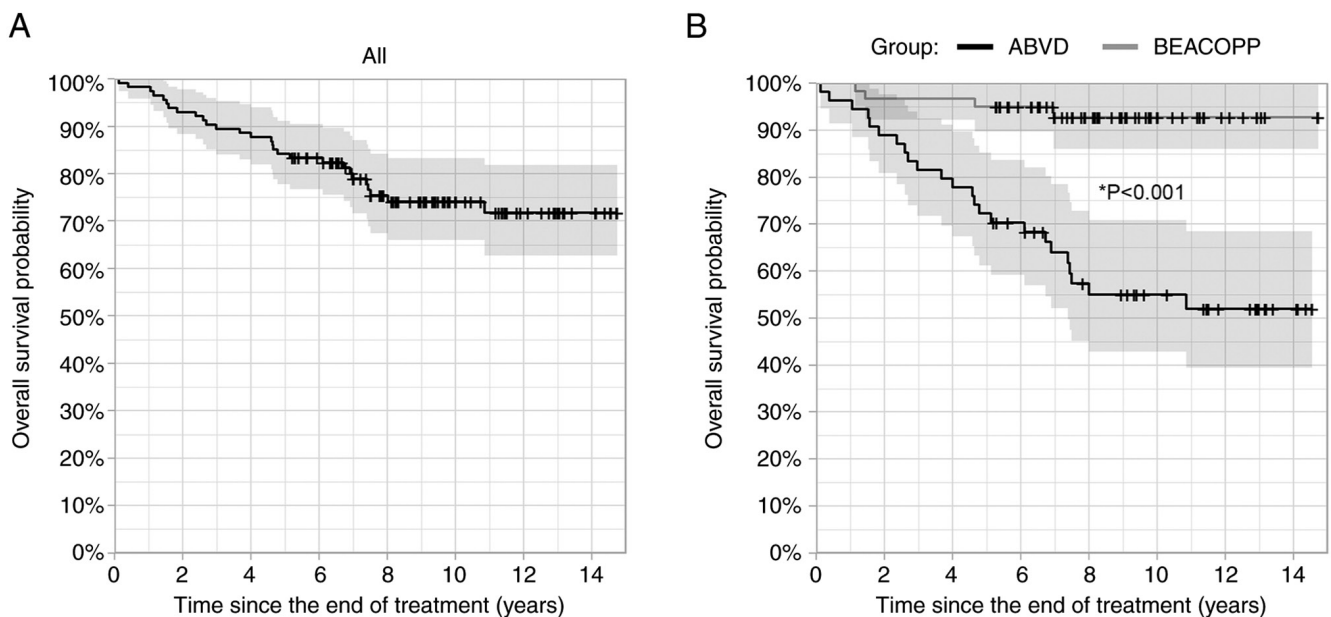 A
All
100%
90%
80%
70%
60%
50%
40%
30%
20%
10%
0%
0 2 4 6 8 10 12 14
Overall survival probability
Time since the end of treatment (years)
B
Group: ABVD BEACOPP
100%
90%
80%
70%
60%
50%
40%
30%
20%
10%
0%
*P<0.001
0 2 4 6 8 10 12 14
Overall survival probability
Time since the end of treatment (years)